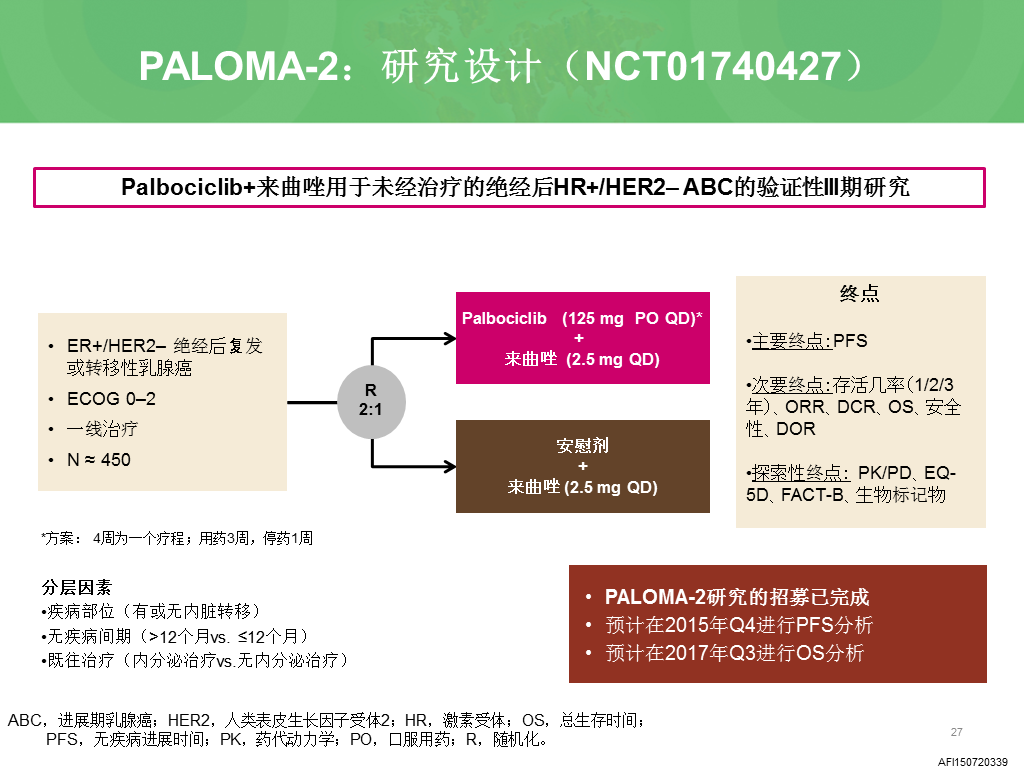 PALOMA-2：研究设计（NCT01740427）
Palbociclib+来曲唑用于未经治疗的绝经后HR+/HER2– ABC的验证性III期研究
• ER+/HER2– 绝经后复发
或转移性乳腺癌
• ECOG 0–2
• 一线治疗
• N ≈ 450
R
2:1
Palbociclib (125 mg PO QD)*
+
来曲唑 (2.5 mg QD)
安慰剂
+
来曲唑 (2.5 mg QD)
终点
•主要终点：PFS
•次要终点：存活几率（1/2/3
年）、ORR、DCR、OS、安全
性、DOR
•探索性终点： PK/PD、EQ-
5D、FACT-B、生物标记物
*方案： 4周为一个疗程；用药3周，停药1周
分层因素
•疾病部位（有或无内脏转移）
•无疾病间期（>12个月vs. ≤12个月）
•既往治疗（内分泌治疗vs.无内分泌治疗）
• PALOMA-2研究的招募已完成
• 预计在2015年Q4进行PFS分析
• 预计在2017年Q3进行OS分析
ABC，进展期乳腺癌；HER2，人类表皮生长因子受体2；HR，激素受体；OS，总生存时间；
PFS，无疾病进展时间；PK，药代动力学；PO，口服用药；R，随机化。
27
AFI150720339